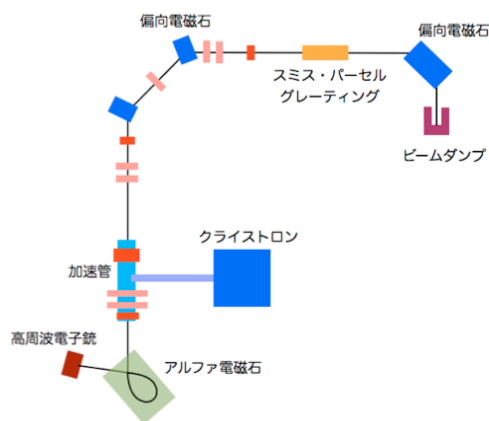 偏向電磁石
偏向電磁石
スミス・パーセル
グレーティング
ビームダンプ
クライストロン
加速管
高周波電子銃
アルファ電磁石